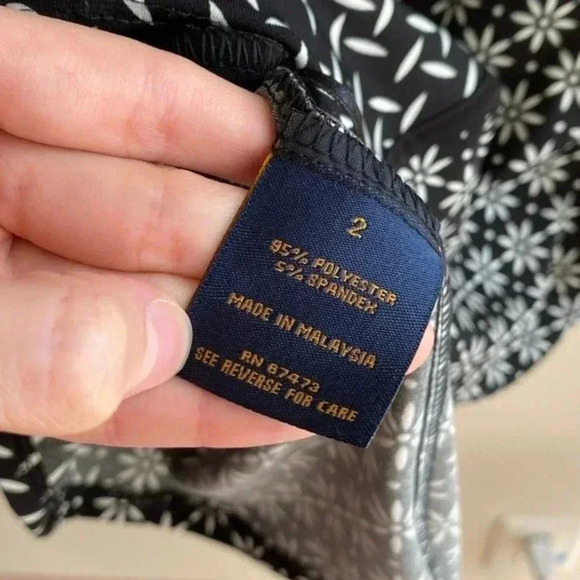 2
95% POLYESTER
5% SPANDEX
MADE IN MALAYSIA
RN 67473
SEE REVERSE FOR CARE